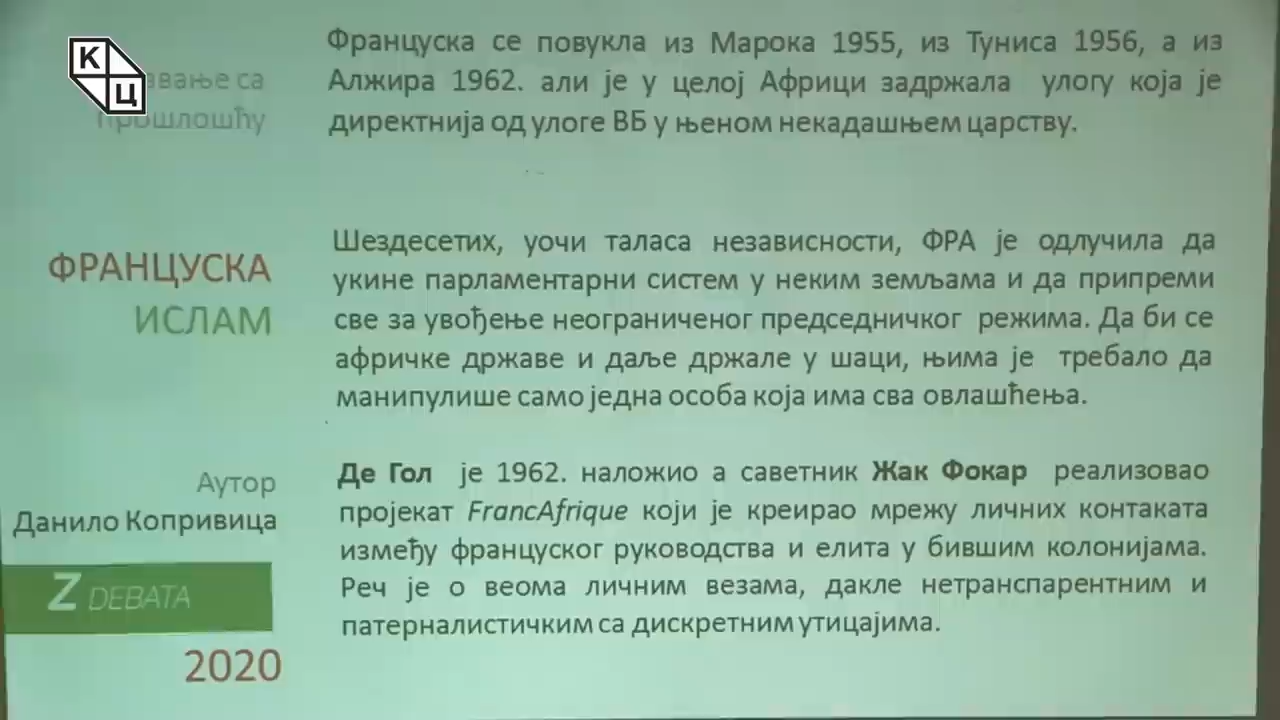 К
Ц
са
прошлошћу
ФРАНЦУСКА
ИСЛАМ
Аутор
Данило Копривица
Z DEBATA
2020
Француска се повукла из Марока 1955, из Туниса 1956, а из
Алжира 1962. али је у целој Африци задржала улогу која је
директнија од улоге ВБ у њеном некадашњем царству.
Шездесетих, уочи таласа независности, ФРА је одлучила да
укине парламентарни систем у неким земљама и да припреми
све за увођење неограниченог председничког режима. Да би се
афричке државе и даље држале у шаци, њима је требало да
манипулише само једна особа која има сва овлашћења.
Де Гол је 1962. наложио а саветник Жак Фокар реализовао
пројекат FrancAfrique који је креирао мрежу личних контаката
између француског руководства и елита у бившим колонијама.
Реч је о веома личним везама, дакле нетранспарентним и
патерналистичким са дискретним утицајима.